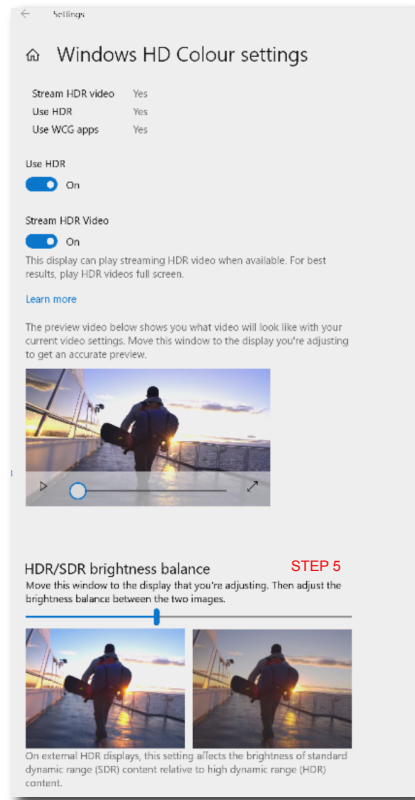 Settings
Windows HD Colour settings
Stream HDR video Yes
Use HDR Yes
Use WCG apps Yes
Use HDR
On
Stream HDR Video
On
This display can play streaming HDR video when available. For best
results, play HDR videos full screen.
Learn more
The preview video below shows you what video will look like with your
current video settings. Move this window to the display you're adjusting
to get an accurate preview.
HDR/SDR brightness balance STEP 5
Move this window to the display that you're adjusting. Then adjust the
brightness balance between the two images.
On external HDR displays, this setting affects the brightness of standard
dynamic range (SDR) content relative to high dynamic range (HDR)
content.